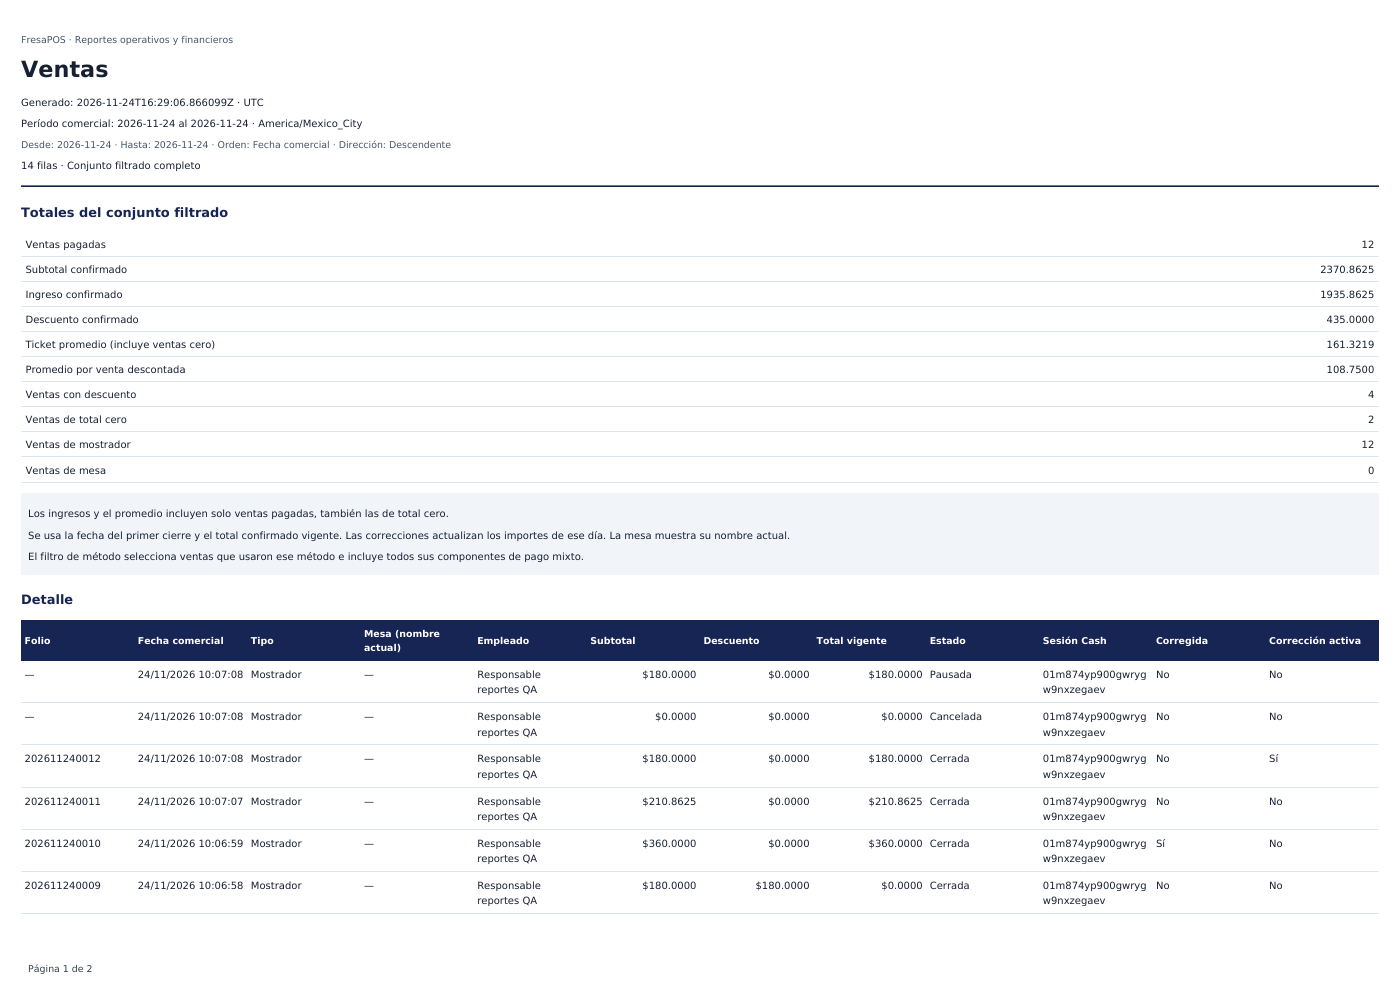 FresaPOS · Reportes operativos y financieros
Ventas
Generado: 2026-11-24T16:29:06.866099Z · UTC
Período comercial: 2026-11-24 al 2026-11-24 · America/Mexico_City
Desde: 2026-11-24 · Hasta: 2026-11-24 · Orden: Fecha comercial · Dirección: Descendente
14 filas · Conjunto filtrado completo
Totales del conjunto filtrado
Ventas pagadas 12
Subtotal confirmado 2370.8625
Ingreso confirmado 1935.8625
Descuento confirmado 435.0000
Ticket promedio (incluye ventas cero) 161.3219
Promedio por venta descontada 108.7500
Ventas con descuento 4
Ventas de total cero 2
Ventas de mostrador 12
Ventas de mesa 0
Los ingresos y el promedio incluyen solo ventas pagadas, también las de total cero.
Se usa la fecha del primer cierre y el total confirmado vigente. Las correcciones actualizan los importes de ese día. La mesa muestra su nombre actual.
El filtro de método selecciona ventas que usaron ese método e incluye todos sus componentes de pago mixto.
Detalle
Folio Fecha comercial Tipo Mesa (nombre actual) Empleado Subtotal Descuento Total vigente Estado Sesión Cash Corregida Corrección activa
— 24/11/2026 10:07:08 Mostrador — Responsable $180.0000 $0.0000 $180.0000 Pausada 01m874yp900gwryg No No
reportes QA w9nxzegaev
— 24/11/2026 10:07:08 Mostrador — Responsable $0.0000 $0.0000 $0.0000 Cancelada 01m874yp900gwryg No No
reportes QA w9nxzegaev
202611240012 24/11/2026 10:07:08 Mostrador — Responsable $180.0000 $0.0000 $180.0000 Cerrada 01m874yp900gwryg No Sí
reportes QA w9nxzegaev
202611240011 24/11/2026 10:07:07 Mostrador — Responsable $210.8625 $0.0000 $210.8625 Cerrada 01m874yp900gwryg No No
reportes QA w9nxzegaev
202611240010 24/11/2026 10:06:59 Mostrador — Responsable $360.0000 $0.0000 $360.0000 Cerrada 01m874yp900gwryg Sí No
reportes QA w9nxzegaev
202611240009 24/11/2026 10:06:58 Mostrador — Responsable $180.0000 $180.0000 $0.0000 Cerrada 01m874yp900gwryg No No
reportes QA w9nxzegaev
Página 1 de 2